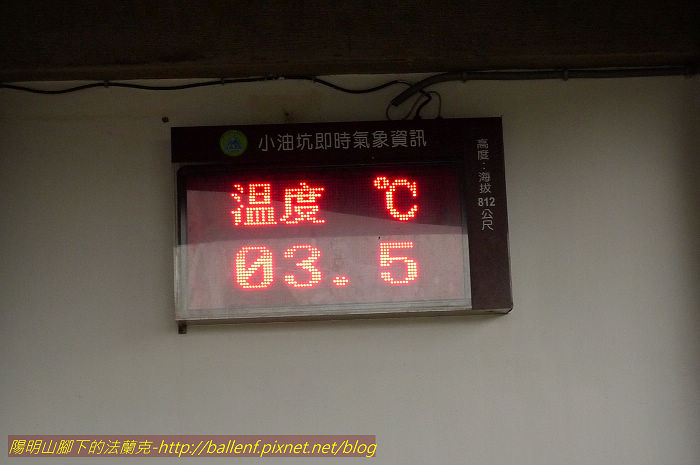 小油坑即時氣象資訊
高度：海拔812公尺
溫度 ℃
03.5
陽明山腳下的法蘭克-http://ballenf.pixnet.net/blog